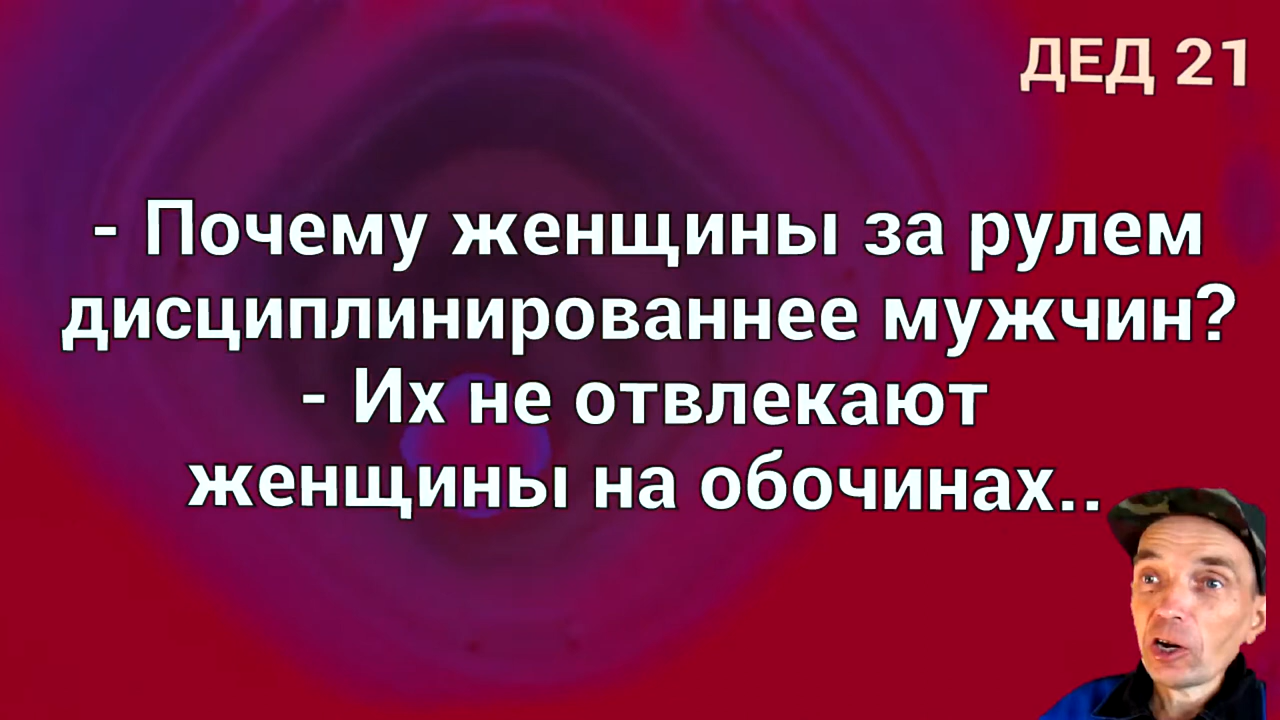 ДЕД 21
- Почему женщины за рулем
дисциплинированнее мужчин?
- Их не отвлекают
женщины на обочинах..